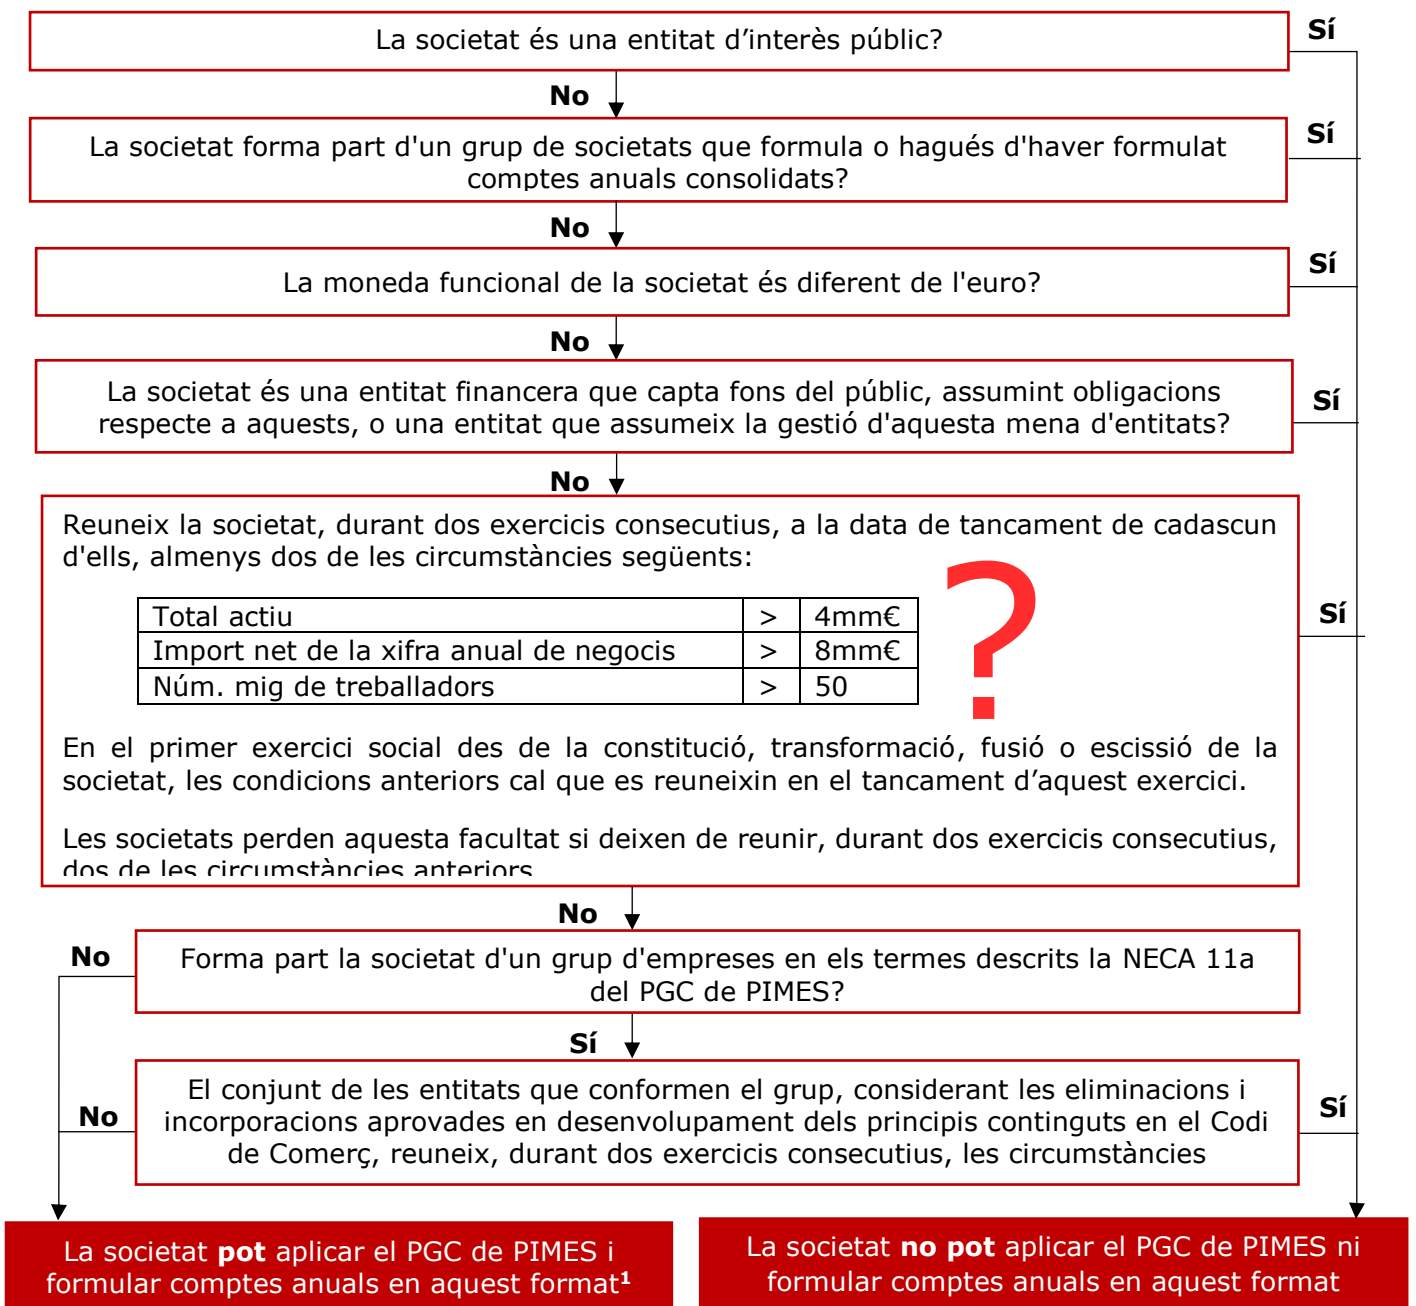 La societat és una entitat d’interès públic?
Sí
No
La societat forma part d'un grup de societats que formula o hagués d'haver formulat
comptes anuals consolidats?
Sí
No
La moneda funcional de la societat és diferent de l'euro?
Sí
No
La societat és una entitat financera que capta fons del públic, assumint obligacions
respecte a aquests, o una entitat que assumeix la gestió d'aquesta mena d'entitats?
Sí
No
Reuneix la societat, durant dos exercicis consecutius, a la data de tancament de cadascun
d'ells, almenys dos de les circumstàncies següents:
Total actiu > 4mm€
Import net de la xifra anual de negocis > 8mm€
Núm. mig de treballadors > 50
?
Sí
En el primer exercici social des de la constitució, transformació, fusió o escissió de la
societat, les condicions anteriors cal que es reuneixin en el tancament d’aquest exercici.
Les societats perden aquesta facultat si deixen de reunir, durant dos exercicis consecutius,
dos de les circumstàncies anteriors
No
No
Forma part la societat d'un grup d'empreses en els termes descrits la NECA 11a
del PGC de PIMES?
Sí
El conjunt de les entitats que conformen el grup, considerant les eliminacions i
incorporacions aprovades en desenvolupament dels principis continguts en el Codi
de Comerç, reuneix, durant dos exercicis consecutius, les circumstàncies
No
Sí
La societat pot aplicar el PGC de PIMES i
formular comptes anuals en aquest format¹
La societat no pot aplicar el PGC de PIMES ni
formular comptes anuals en aquest format